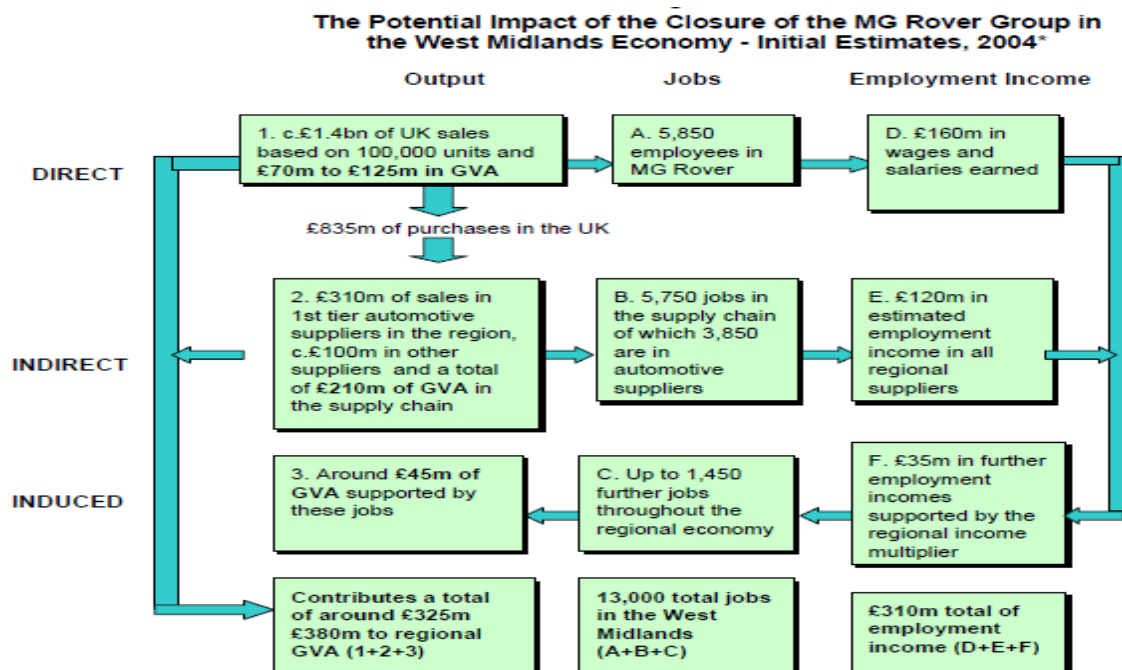 The Potential Impact of the Closure of the MG Rover Group in
the West Midlands Economy - Initial Estimates, 2004*
Output
Jobs
Employment Income
DIRECT
1. c.£1.4bn of UK sales
based on 100,000 units and
£70m to £125m in GVA
A. 5,850
employees in
MG Rover
D. £160m in
wages and
salaries earned
£835m of purchases in the UK
INDIRECT
2. £310m of sales in
1st tier automotive
suppliers in the region,
c.£100m in other
suppliers and a total
of £210m of GVA in
the supply chain
B. 5,750 jobs in
the supply chain
of which 3,850
are in
automotive
suppliers
E. £120m in
estimated
employment
income in all
regional
suppliers
INDUCED
3. Around £45m of
GVA supported by
these jobs
C. Up to 1,450
further jobs
throughout the
regional economy
F. £35m in further
employment
incomes
supported by the
regional income
multiplier
Contributes a total
of around £325m
£380m to regional
GVA (1+2+3)
13,000 total jobs
in the West
Midlands
(A+B+C)
£310m total of
employment
income (D+E+F)